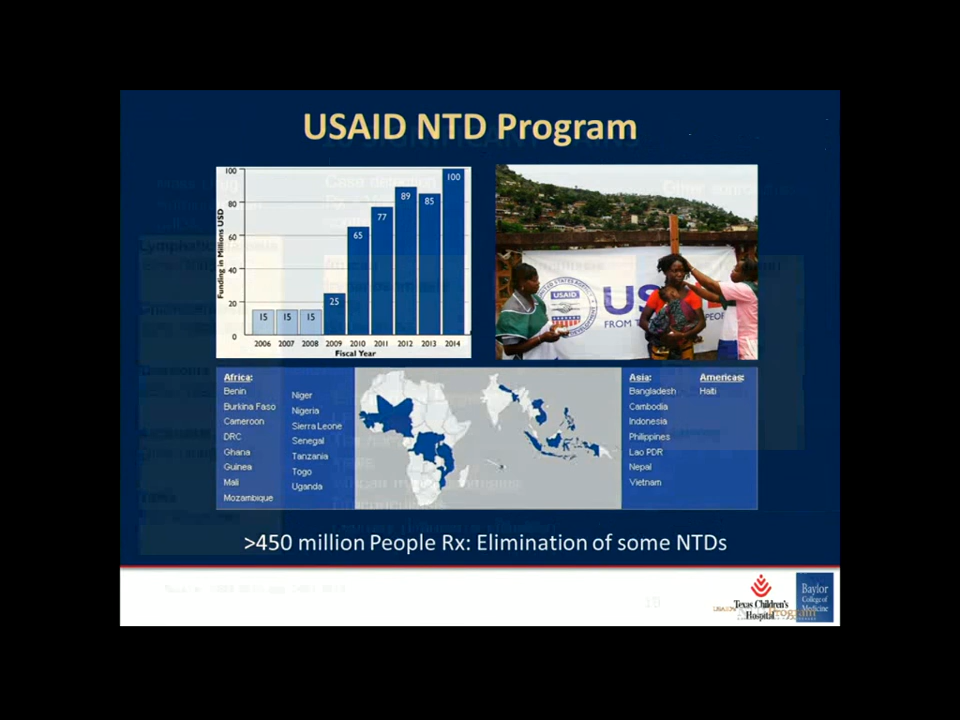 USAID NTD Program
Funding in Millions USD
100
80
60
40
20
0
15
15
15
25
65
77
89
85
100
2006 2007 2008 2009 2010 2011 2012 2013 2014
Fiscal Year
USAID
FROM T
Africa:
Benin
Burkina Faso
Cameroon
DRC
Ghana
Guinea
Mali
Mozambique
Niger
Nigeria
Sierra Leone
Senegal
Tanzania
Togo
Uganda
Asia:
Bangladesh
Cambodia
Indonesia
Philippines
Lao PDR
Nepal
Vietnam
Americas:
Haiti
>450 million People Rx: Elimination of some NTDs
Texas Children's
Hospital
Baylor
College of
Medicine
Program